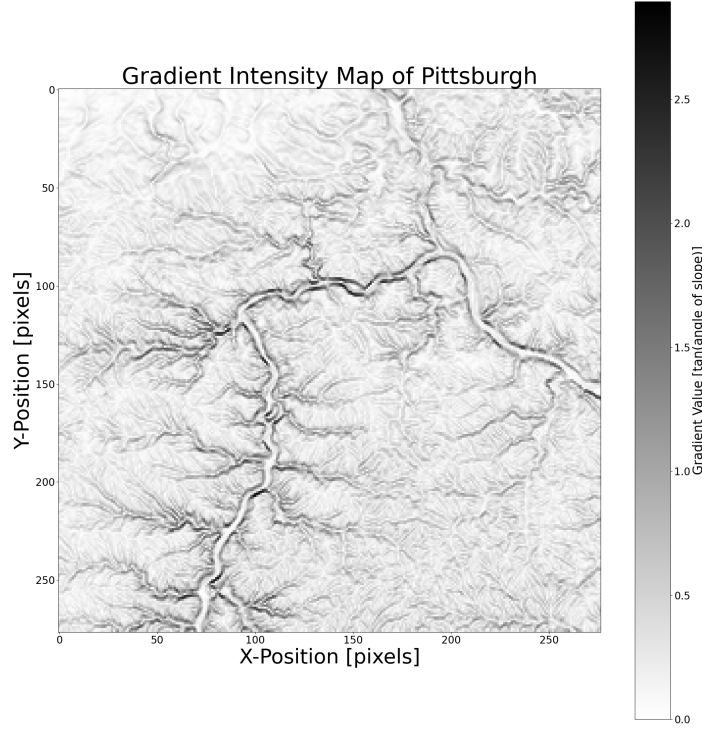 Gradient Intensity Map of Pittsburgh
0
50
100
150
200
250
Y-Position [pixels]
0 50 100 150 200 250
X-Position [pixels]
2.5
2.0
1.5
1.0
0.5
0.0
Gradient Value [tan(angle of slope)]